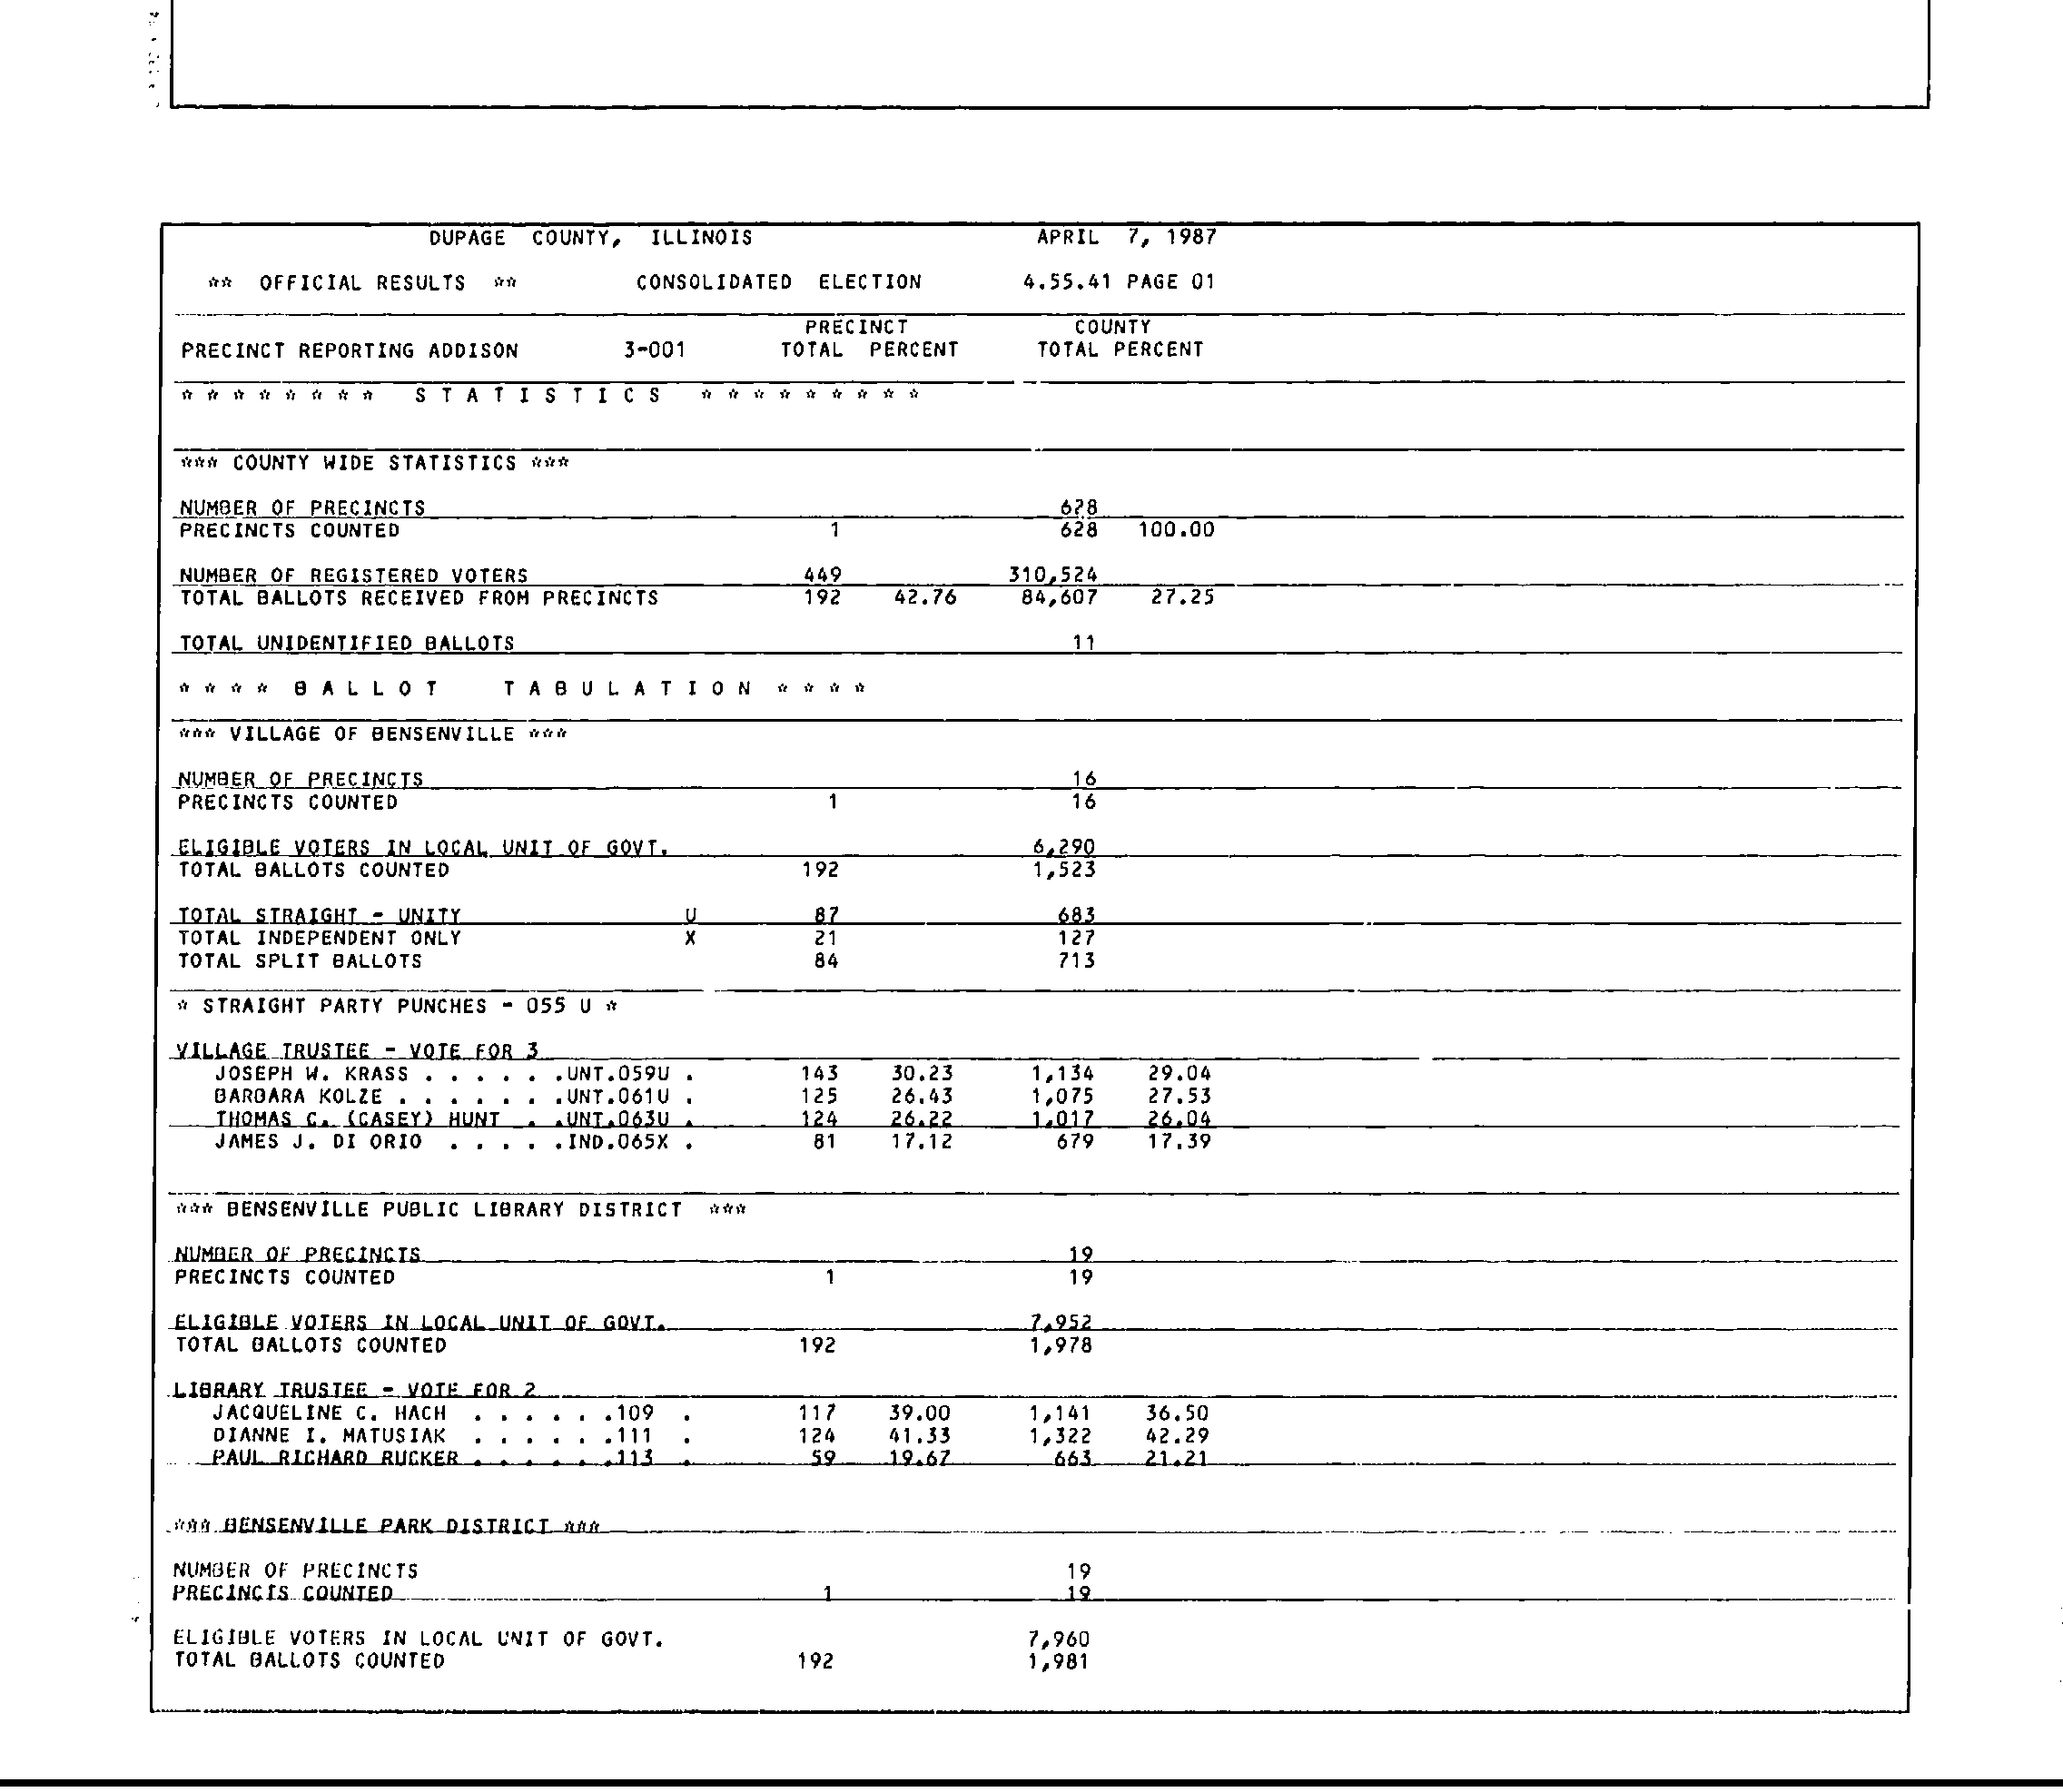 DUPAGE COUNTY, ILLINOIS APRIL 7, 1987
** OFFICIAL RESULTS ** CONSOLIDATED ELECTION 4.55.41 PAGE 01
PRECINCT COUNTY
PRECINCT REPORTING ADDISON 3-001 TOTAL PERCENT TOTAL PERCENT
* * * * * * * * S T A T I S T I C S * * * * * * * * *
*** COUNTY WIDE STATISTICS ***
NUMBER OF PRECINCTS 628
PRECINCTS COUNTED 1 628 100.00
NUMBER OF REGISTERED VOTERS 449 310,524
TOTAL BALLOTS RECEIVED FROM PRECINCTS 192 42.76 84,607 27.25
TOTAL UNIDENTIFIED BALLOTS 11
* * * * B A L L O T T A B U L A T I O N * * * *
*** VILLAGE OF BENSENVILLE ***
NUMBER OF PRECINCTS 16
PRECINCTS COUNTED 1 16
ELIGIBLE VOTERS IN LOCAL UNIT OF GOVT. 6,290
TOTAL BALLOTS COUNTED 192 1,523
TOTAL STRAIGHT - UNITY U 87 683
TOTAL INDEPENDENT ONLY X 21 127
TOTAL SPLIT BALLOTS 84 713
* STRAIGHT PARTY PUNCHES - 055 U *
VILLAGE TRUSTEE - VOTE FOR 3
JOSEPH W. KRASS . . . . . .UNT.059U . 143 30.23 1,134 29.04
BARBARA KOLZE . . . . . . .UNT.061U . 125 26.43 1,075 27.53
THOMAS C. (CASEY) HUNT . .UNT.063U . 124 26.22 1,017 26.04
JAMES J. DI ORIO . . . . .IND.065X . 81 17.12 679 17.39
*** BENSENVILLE PUBLIC LIBRARY DISTRICT ***
NUMBER OF PRECINCTS 19
PRECINCTS COUNTED 1 19
ELIGIBLE VOTERS IN LOCAL UNIT OF GOVT. 7,952
TOTAL BALLOTS COUNTED 192 1,978
LIBRARY TRUSTEE - VOTE FOR 2
JACQUELINE C. HACH . . . . . .109 . 117 39.00 1,141 36.50
DIANNE I. MATUSIAK . . . . . .111 . 124 41.33 1,322 42.29
PAUL RICHARD RUCKER . . . . . .113 . 59 19.67 663 21.21
*** BENSENVILLE PARK DISTRICT ***
NUMBER OF PRECINCTS 19
PRECINCTS COUNTED 1 19
ELIGIBLE VOTERS IN LOCAL UNIT OF GOVT. 7,960
TOTAL BALLOTS COUNTED 192 1,981